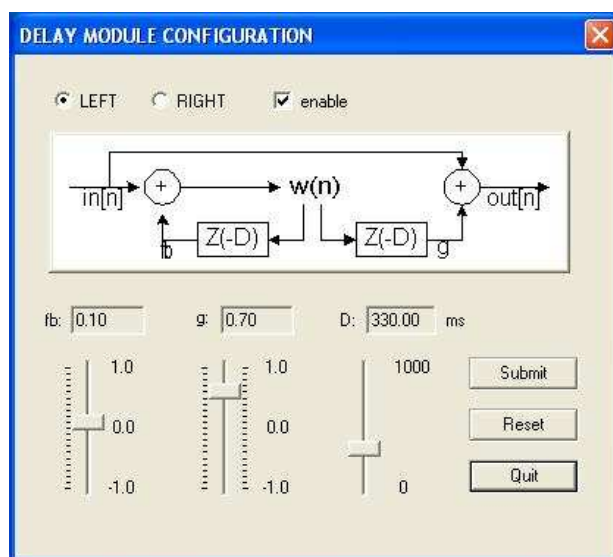 DELAY MODULE CONFIGURATION
LEFT RIGHT enable
in[n] + w(n) + out[n]
fb Z(-D) Z(-D) g
fb: 0.10 g: 0.70 D: 330.00 ms
1.0 1.0 1000 Submit
0.0 0.0 Reset
-1.0 -1.0 0 Quit